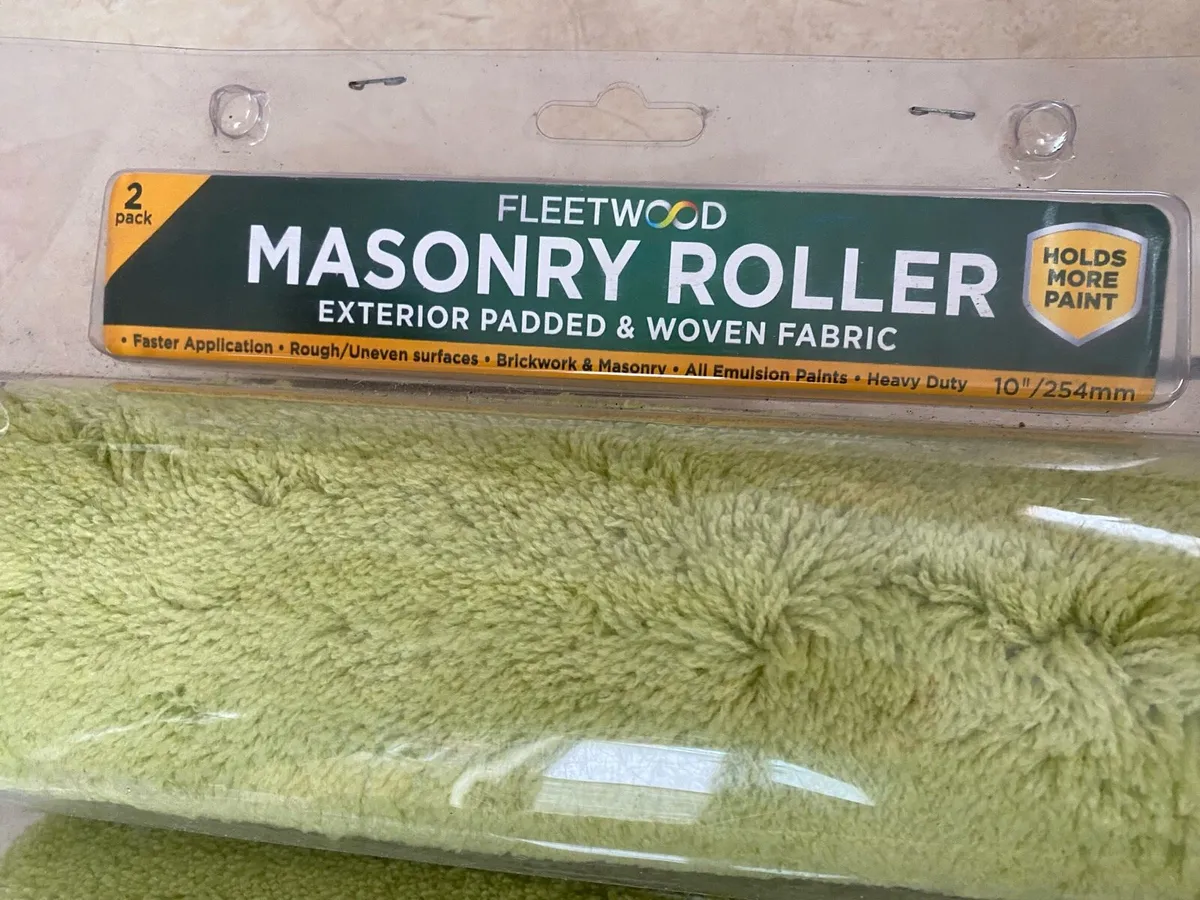 2
pack
FLEETWOOD
MASONRY ROLLER
EXTERIOR PADDED & WOVEN FABRIC
HOLDS
MORE
PAINT
• Faster Application • Rough/Uneven surfaces • Brickwork & Masonry • All Emulsion Paints • Heavy Duty 10"/254mm